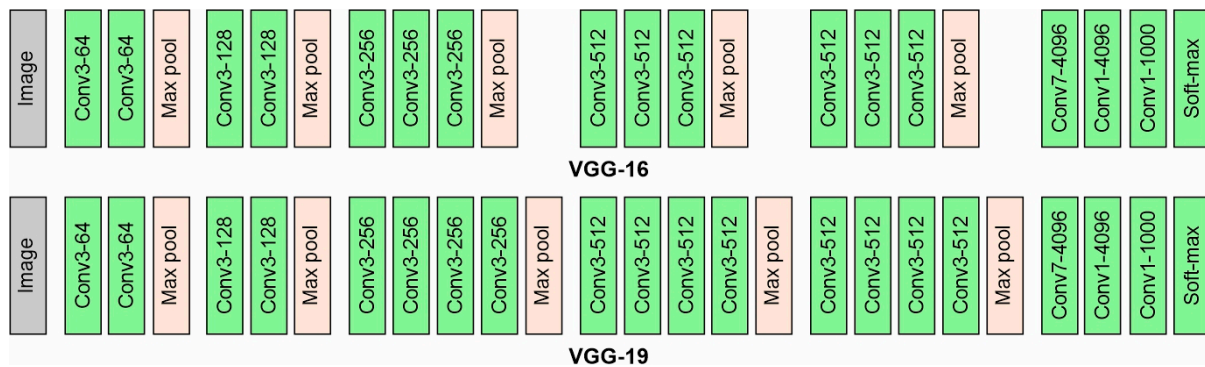 Image Conv3-64 Conv3-64 Max pool Conv3-128 Conv3-128 Max pool Conv3-256 Conv3-256 Conv3-256 Max pool Conv3-512 Conv3-512 Conv3-512 Max pool Conv3-512 Conv3-512 Conv3-512 Max pool Conv7-4096 Conv1-4096 Conv1-1000 Soft-max
VGG-16
Image Conv3-64 Conv3-64 Max pool Conv3-128 Conv3-128 Max pool Conv3-256 Conv3-256 Conv3-256 Conv3-256 Max pool Conv3-512 Conv3-512 Conv3-512 Conv3-512 Max pool Conv3-512 Conv3-512 Conv3-512 Conv3-512 Max pool Conv7-4096 Conv1-4096 Conv1-1000 Soft-max
VGG-19